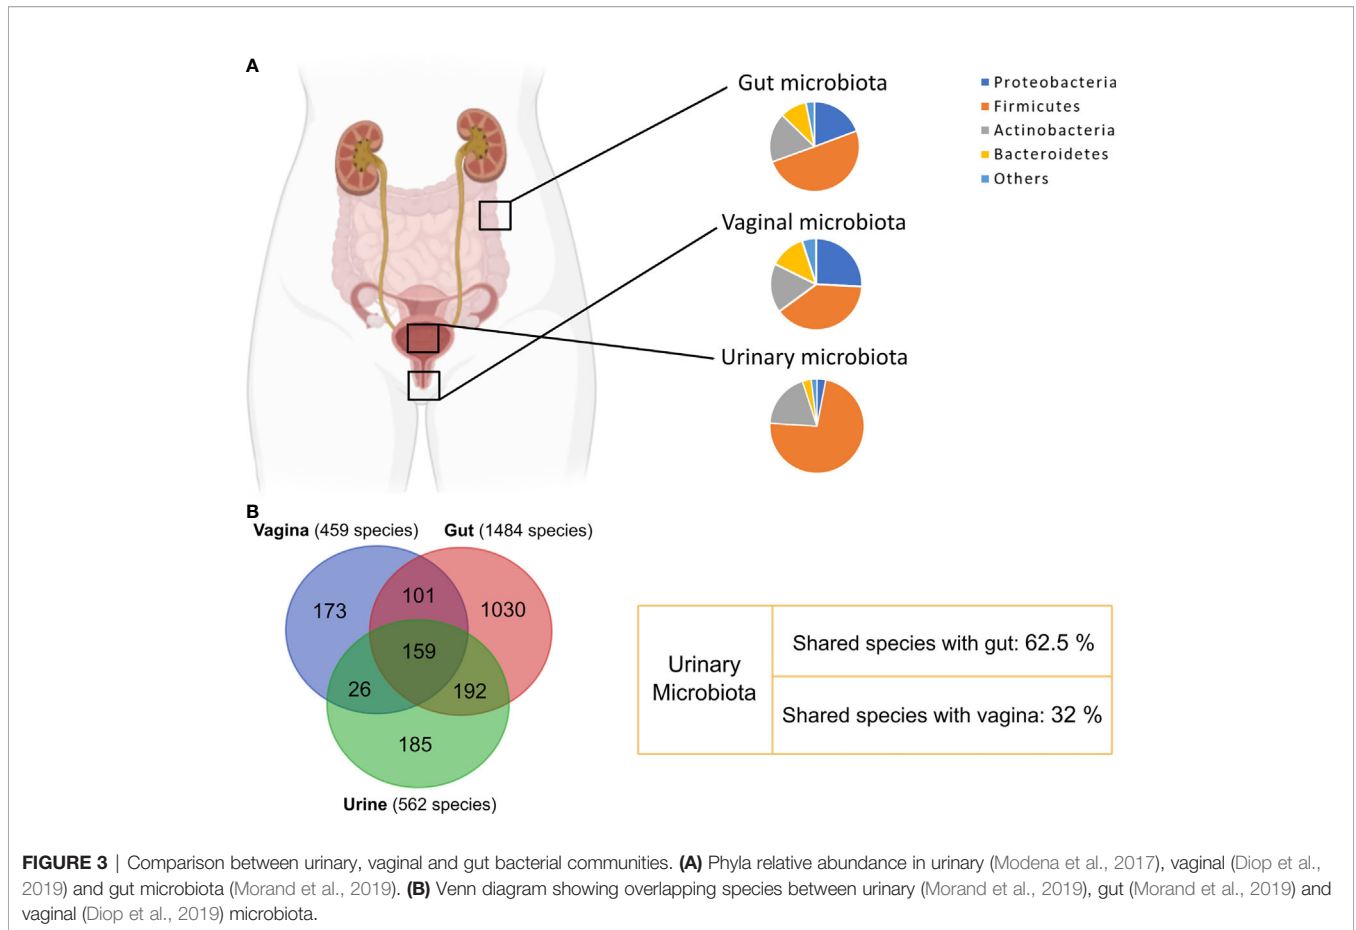 A
Gut microbiota
Proteobacteria
Firmicutes
Actinobacteria
Bacteroidetes
Others
Vaginal microbiota
Urinary microbiota
B
Vagina (459 species)
Gut (1484 species)
173
101
1030
159
26
192
185
Urine (562 species)
Urinary
Microbiota
Shared species with gut: 62.5 %
Shared species with vagina: 32 %
FIGURE 3 | Comparison between urinary, vaginal and gut bacterial communities. (A) Phyla relative abundance in urinary (Modena et al., 2017), vaginal (Diop et al.,
2019) and gut microbiota (Morand et al., 2019). (B) Venn diagram showing overlapping species between urinary (Morand et al., 2019), gut (Morand et al., 2019) and
vaginal (Diop et al., 2019) microbiota.